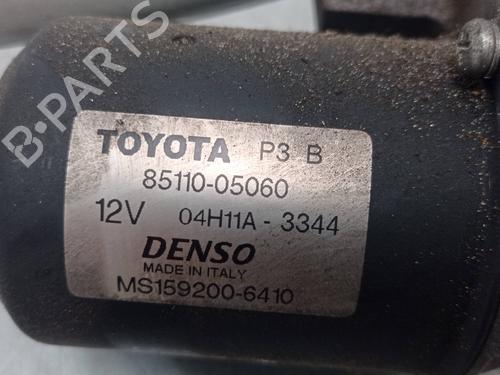 B-PARTS
TOYOTA P3 B
85110-05060
12V 04H11A - 3344
DENSO
MADE IN ITALY
MS159200-6410